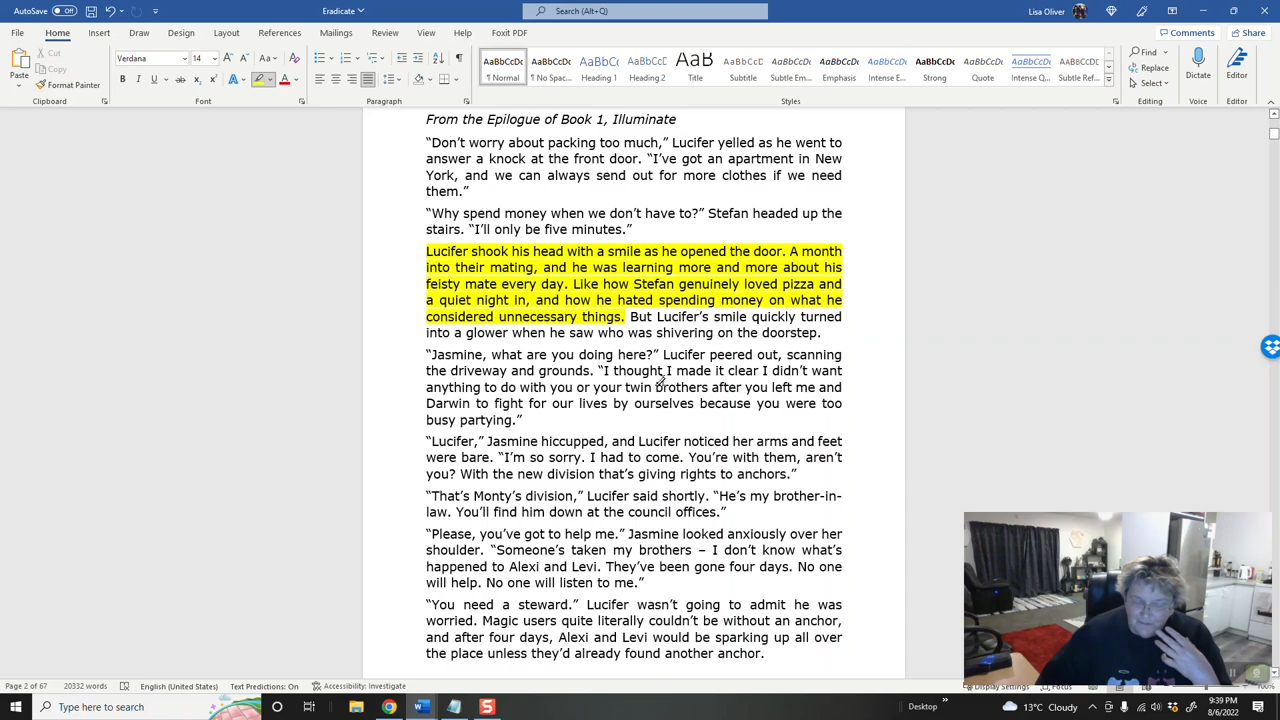 AutoSave Off
Eradicate
Search (Alt+Q)
Lisa Oliver
File Home Insert Draw Design Layout References Mailings Review View Help Foxit PDF
Comments Share
Paste
Cut
Copy
Format Painter
Verdana 14
AaBbCcDc AaBbCcDc AaBbC AaBbCcD AaB AaBbCcD AaBbCcDt AaBbCcDt AaBbCcDt AaBbCcDc AaBbCcDt AaBbCcDt AaBbCcDc
¶ Normal ¶ No Spac... Heading 1 Heading 2 Title Subtitle Subtle Em... Emphasis Intense E... Strong Quote Intense Q... Subtle Ref...
Find
Replace
Select
Dictate
Editor
Clipboard Font Paragraph Styles Editing Voice Editor
From the Epilogue of Book 1, Illuminate
“Don’t worry about packing too much,” Lucifer yelled as he went to
answer a knock at the front door. “I’ve got an apartment in New
York, and we can always send out for more clothes if we need
them.”
“Why spend money when we don’t have to?” Stefan headed up the
stairs. “I’ll only be five minutes.”
Lucifer shook his head with a smile as he opened the door. A month
into their mating, and he was learning more and more about his
feisty mate every day. Like how Stefan genuinely loved pizza and
a quiet night in, and how he hated spending money on what he
considered unnecessary things. But Lucifer’s smile quickly turned
into a glower when he saw who was shivering on the doorstep.
“Jasmine, what are you doing here?” Lucifer peered out, scanning
the driveway and grounds. “I thought I made it clear I didn’t want
anything to do with you or your twin brothers after you left me and
Darwin to fight for our lives by ourselves because you were too
busy partying.”
“Lucifer,” Jasmine hiccupped, and Lucifer noticed her arms and feet
were bare. “I’m so sorry. I had to come. You’re with them, aren’t
you? With the new division that’s giving rights to anchors.”
“That’s Monty’s division,” Lucifer said shortly. “He’s my brother-in-
law. You’ll find him down at the council offices.”
“Please, you’ve got to help me.” Jasmine looked anxiously over her
shoulder. “Someone’s taken my brothers – I don’t know what’s
happened to Alexi and Levi. They’ve been gone four days. No one
will help. No one will listen to me.”
“You need a steward.” Lucifer wasn’t going to admit he was
worried. Magic users quite literally couldn’t be without an anchor,
and after four days, Alexi and Levi would be sparking up all over
the place unless they’d already found another anchor.
Page 2 of 67 20332 words English (United States) Text Predictions: On Accessibility: Investigate Display Settings Focus 100%
Type here to search
Desktop
13°C Cloudy
9:39 PM
8/6/2022